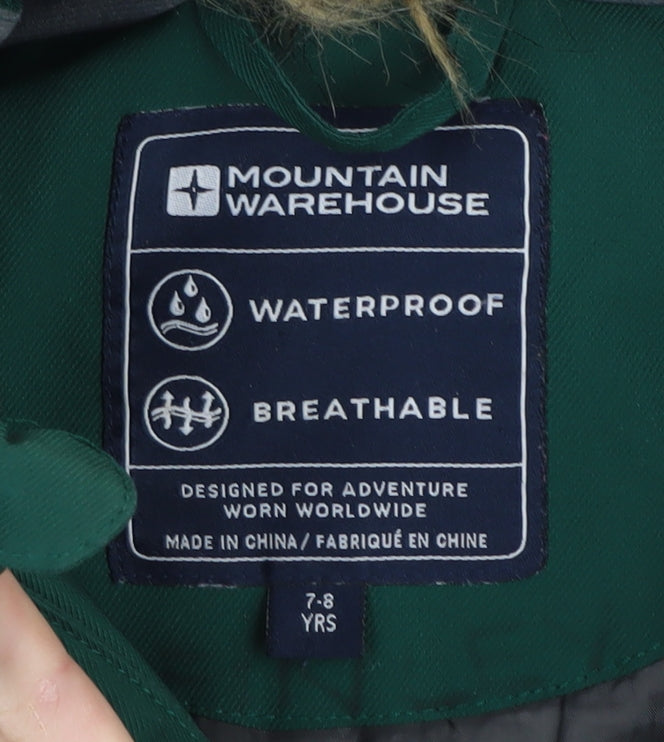 MOUNTAIN
WAREHOUSE
WATERPROOF
BREATHABLE
DESIGNED FOR ADVENTURE
WORN WORLDWIDE
MADE IN CHINA / FABRIQUÉ EN CHINE
7-8
YRS